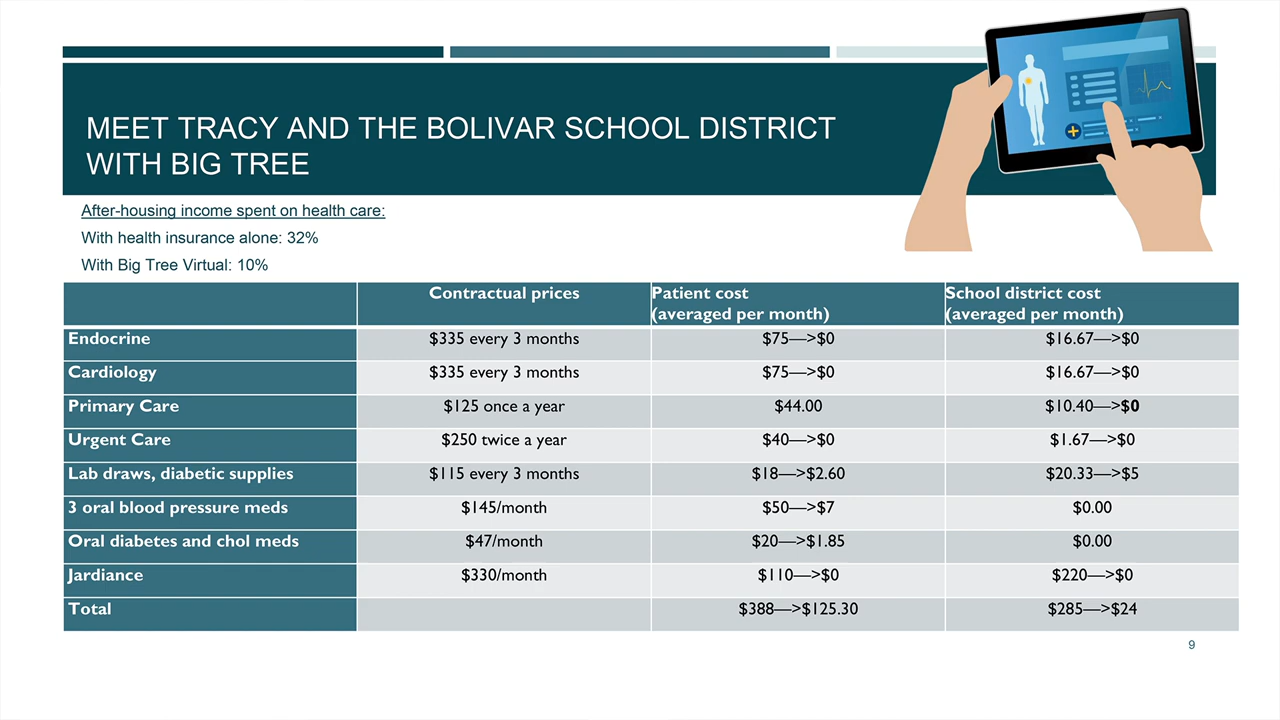 MEET TRACY AND THE BOLIVAR SCHOOL DISTRICT
WITH BIG TREE
After-housing income spent on health care:
With health insurance alone: 32%
With Big Tree Virtual: 10%
Contractual prices Patient cost School district cost
(averaged per month) (averaged per month)
Endocrine $335 every 3 months $75—>$0 $16.67—>$0
Cardiology $335 every 3 months $75—>$0 $16.67—>$0
Primary Care $125 once a year $44.00 $10.40—>$0
Urgent Care $250 twice a year $40—>$0 $1.67—>$0
Lab draws, diabetic supplies $115 every 3 months $18—>$2.60 $20.33—>$5
3 oral blood pressure meds $145/month $50—>$7 $0.00
Oral diabetes and chol meds $47/month $20—>$1.85 $0.00
Jardiance $330/month $110—>$0 $220—>$0
Total $388—>$125.30 $285—>$24
9